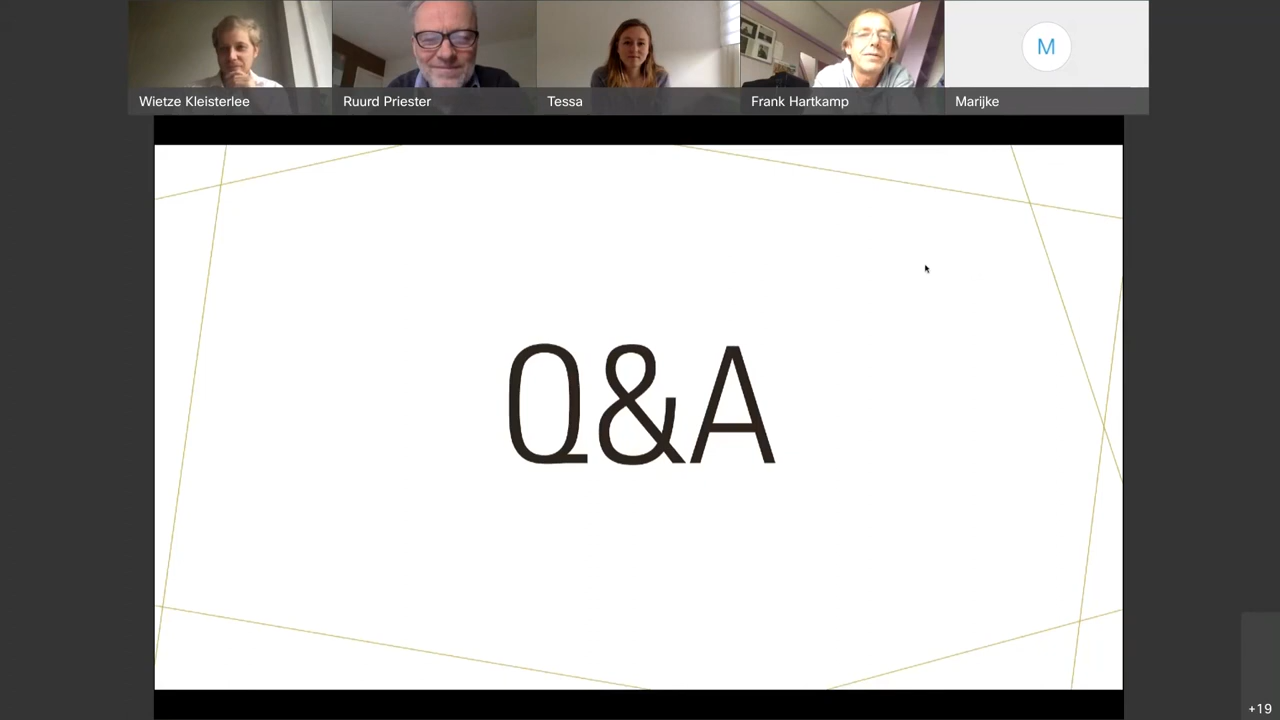 Wietze Kleisterlee
Ruurd Priester
Tessa
Frank Hartkamp
M
Marijke
Q&A
+19